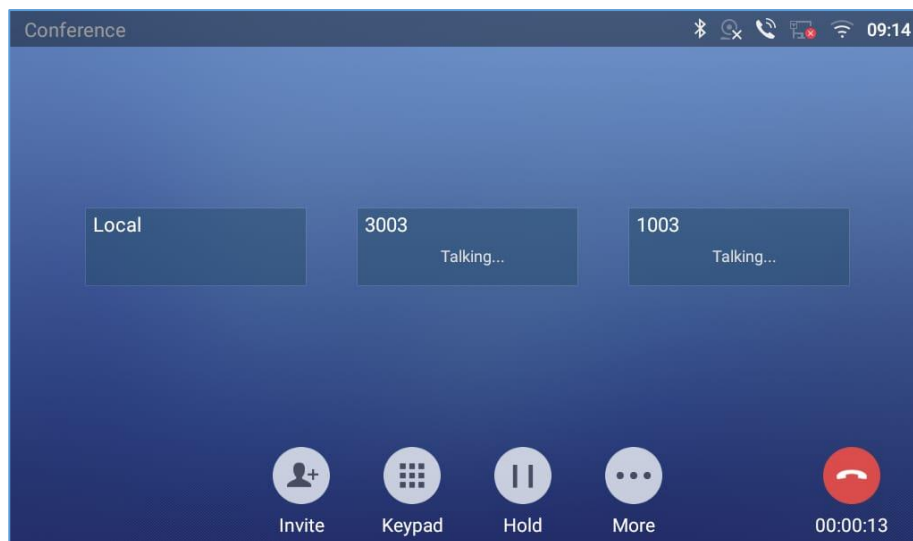 Conference
09:14
Local
3003
1003
Talking...
Talking...
Invite
Keypad
Hold
More
00:00:13